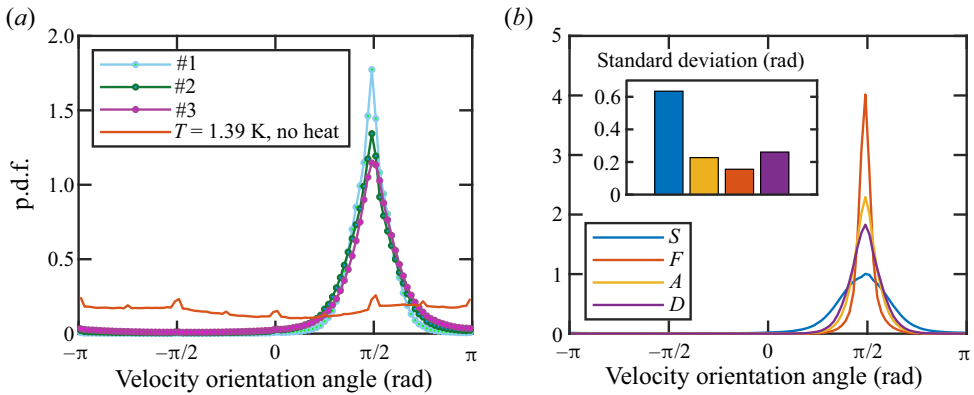 (a)
2.0
1.5
1.0
0.5
0
p.d.f.
#1
#2
#3
T = 1.39 K, no heat
−π
−π/2
0
π/2
π
Velocity orientation angle (rad)
(b)
5
4
3
2
1
0
Standard deviation (rad)
0.6
0.4
0.2
0
S
F
A
D
−π
−π/2
0
π/2
π
Velocity orientation angle (rad)